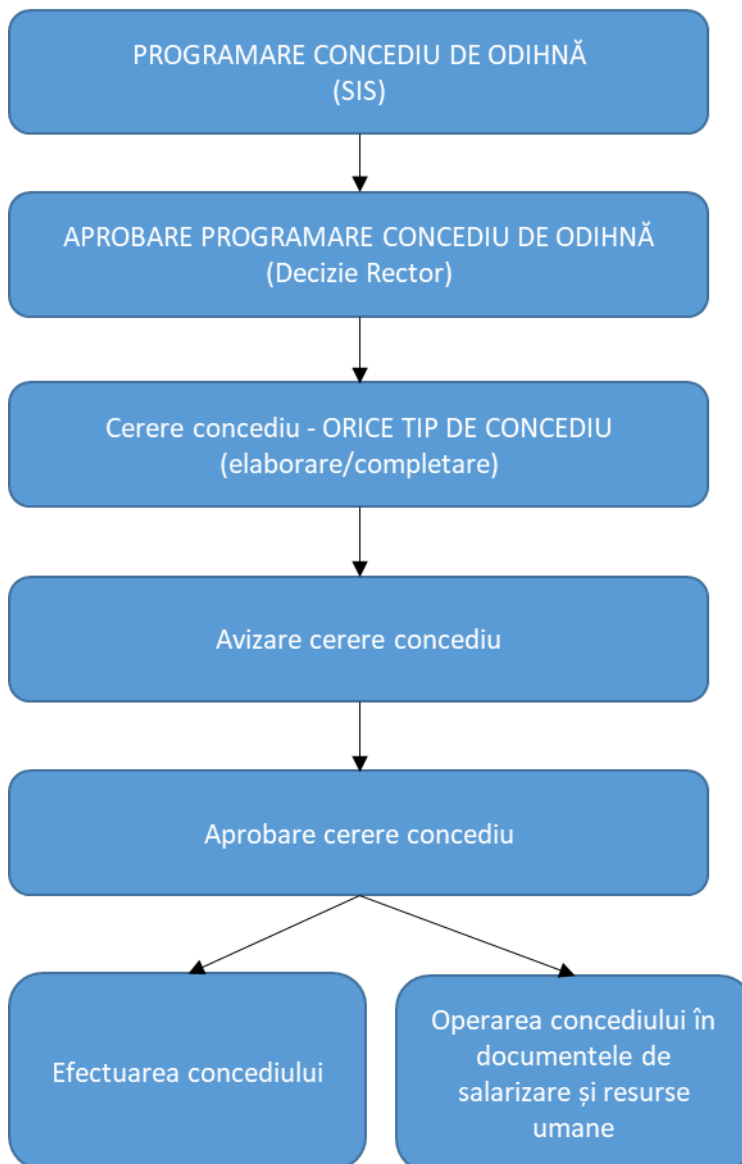 PROGRAMARE CONCEDIU DE ODIHNĂ
(SIS)
APROBARE PROGRAMARE CONCEDIU DE ODIHNĂ
(Decizie Rector)
Cerere concediu - ORICE TIP DE CONCEDIU
(elaborare/completare)
Avizare cerere concediu
Aprobare cerere concediu
Efectuarea concediului
Operarea concediului în
documentele de
salarizare și resurse
umane